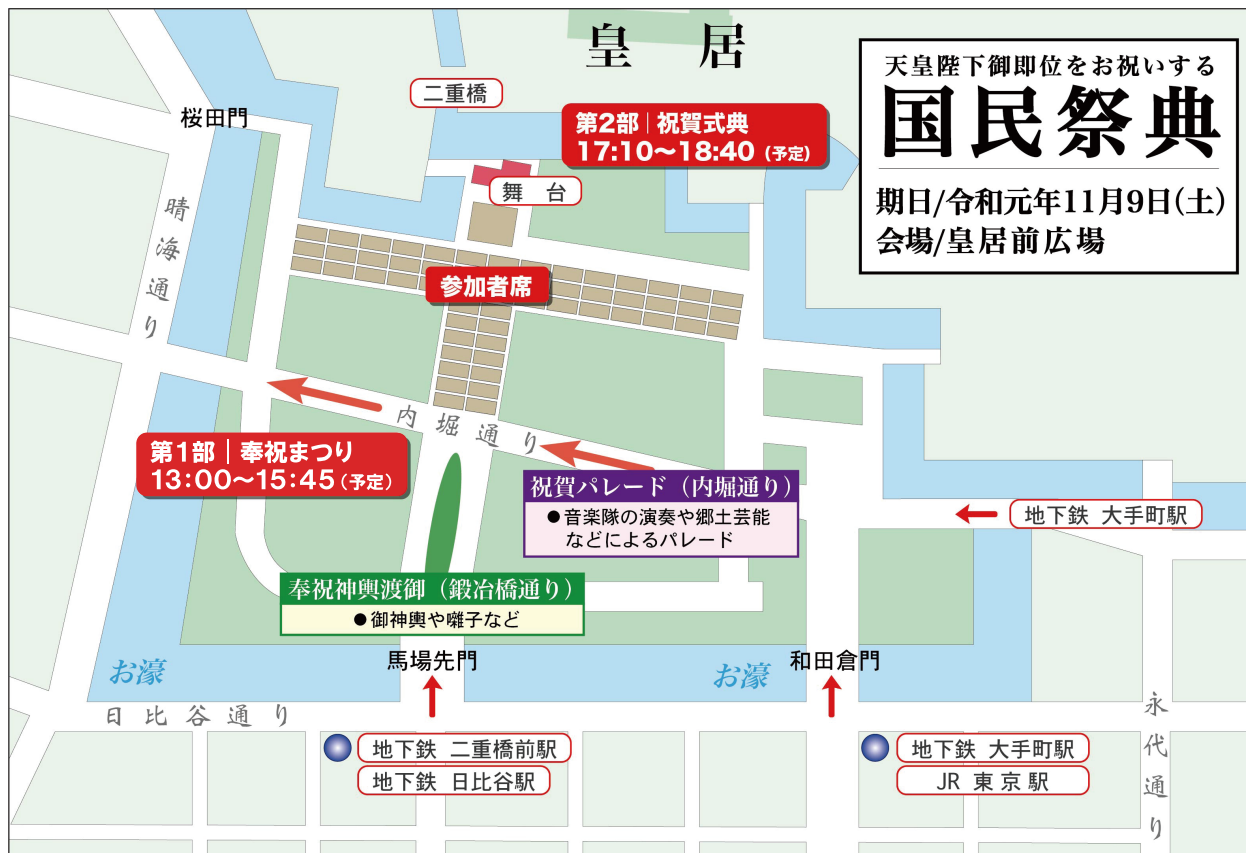 皇居
天皇陛下御即位をお祝いする
国民祭典
期日/令和元年11月9日(土)
会場/皇居前広場
二重橋
桜田門
第2部｜祝賀式典
17:10〜18:40（予定）
舞台
晴海通り
参加者席
内堀通り
第1部｜奉祝まつり
13:00〜15:45（予定）
祝賀パレード（内堀通り）
●音楽隊の演奏や郷土芸能
などによるパレード
地下鉄 大手町駅
奉祝神輿渡御（鍛冶橋通り）
●御神輿や囃子など
お濠
馬場先門
お濠
和田倉門
日比谷通り
永代通り
地下鉄 二重橋前駅
地下鉄 日比谷駅
地下鉄 大手町駅
JR 東京駅